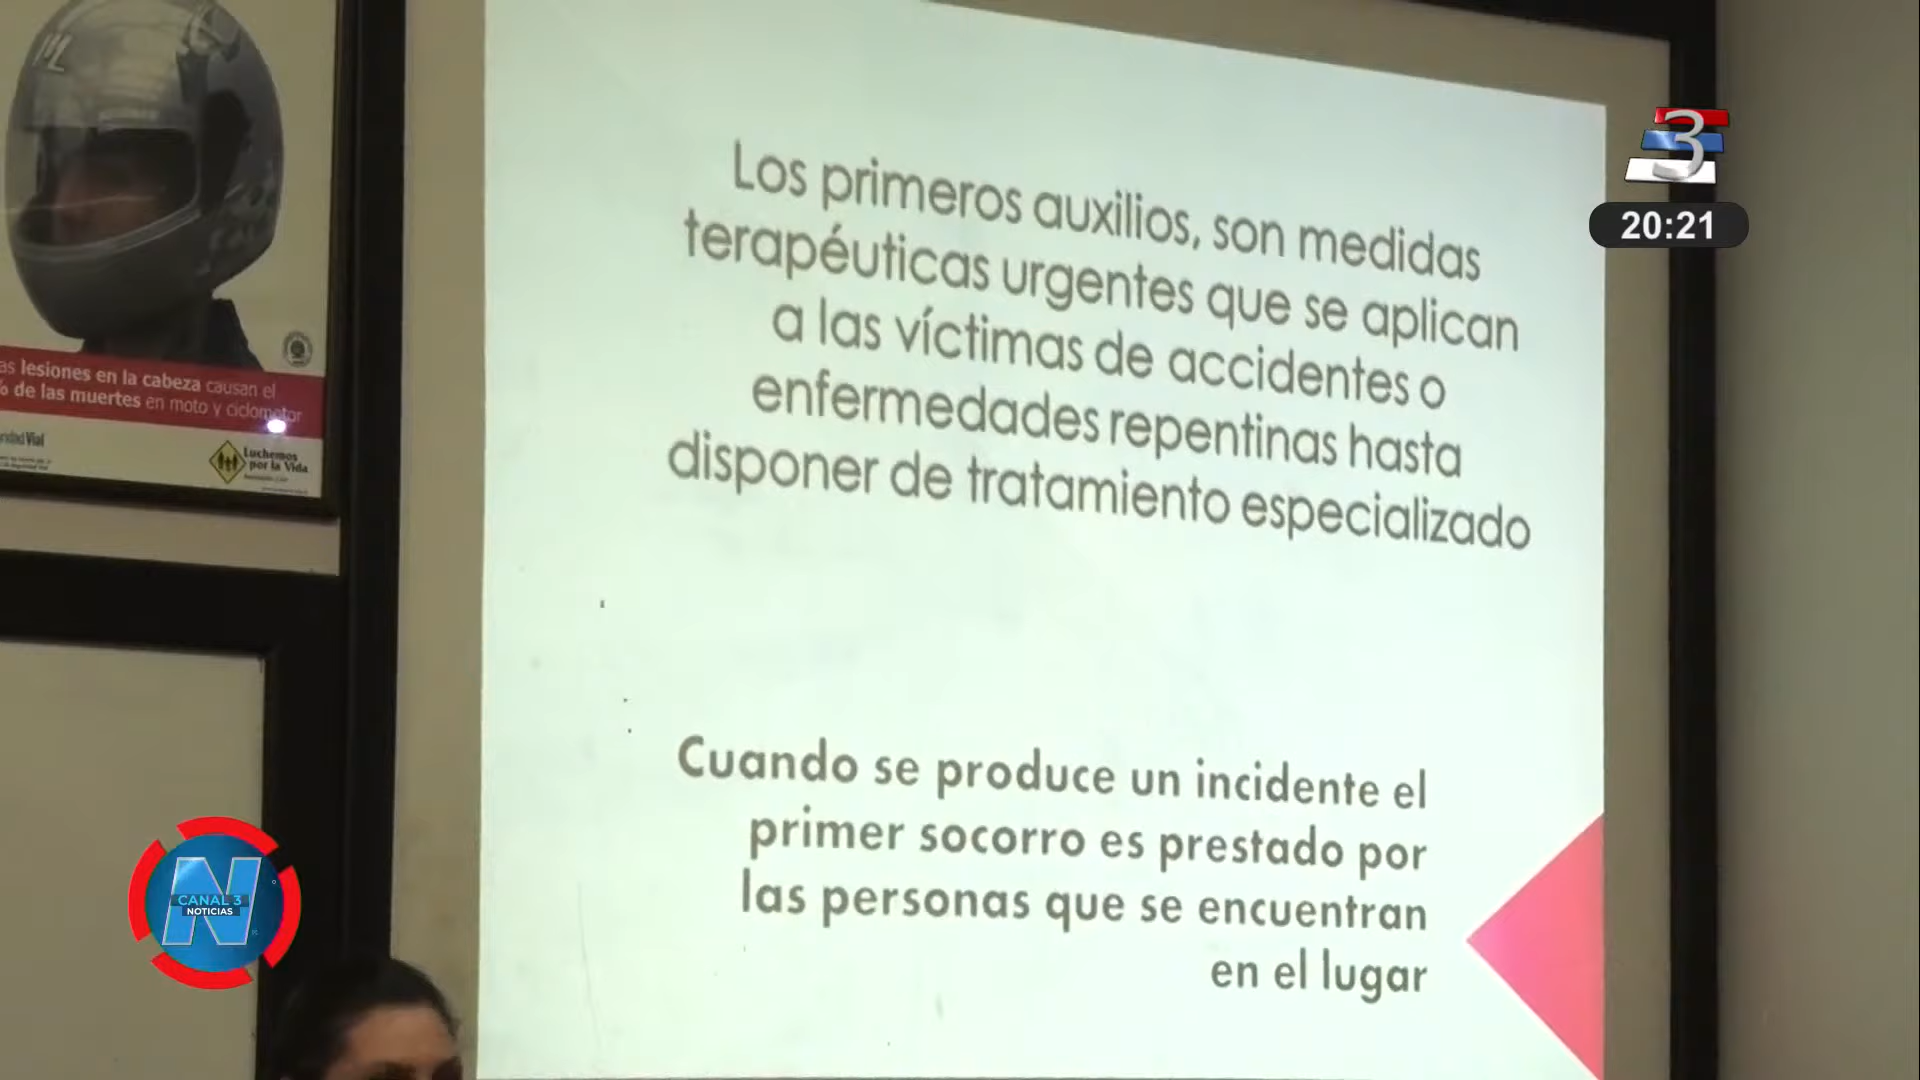 Los primeros auxilios, son medidas
terapéuticas urgentes que se aplican
a las víctimas de accidentes o
enfermedades repentinas hasta
disponer de tratamiento especializado
Cuando se produce un incidente el
primer socorro es prestado por
las personas que se encuentran
en el lugar
3
20:21
as lesiones en la cabeza causan el
% de las muertes en moto y ciclomotor
Vial
Luchemos
por la Vida
N
CANAL 3
NOTICIAS